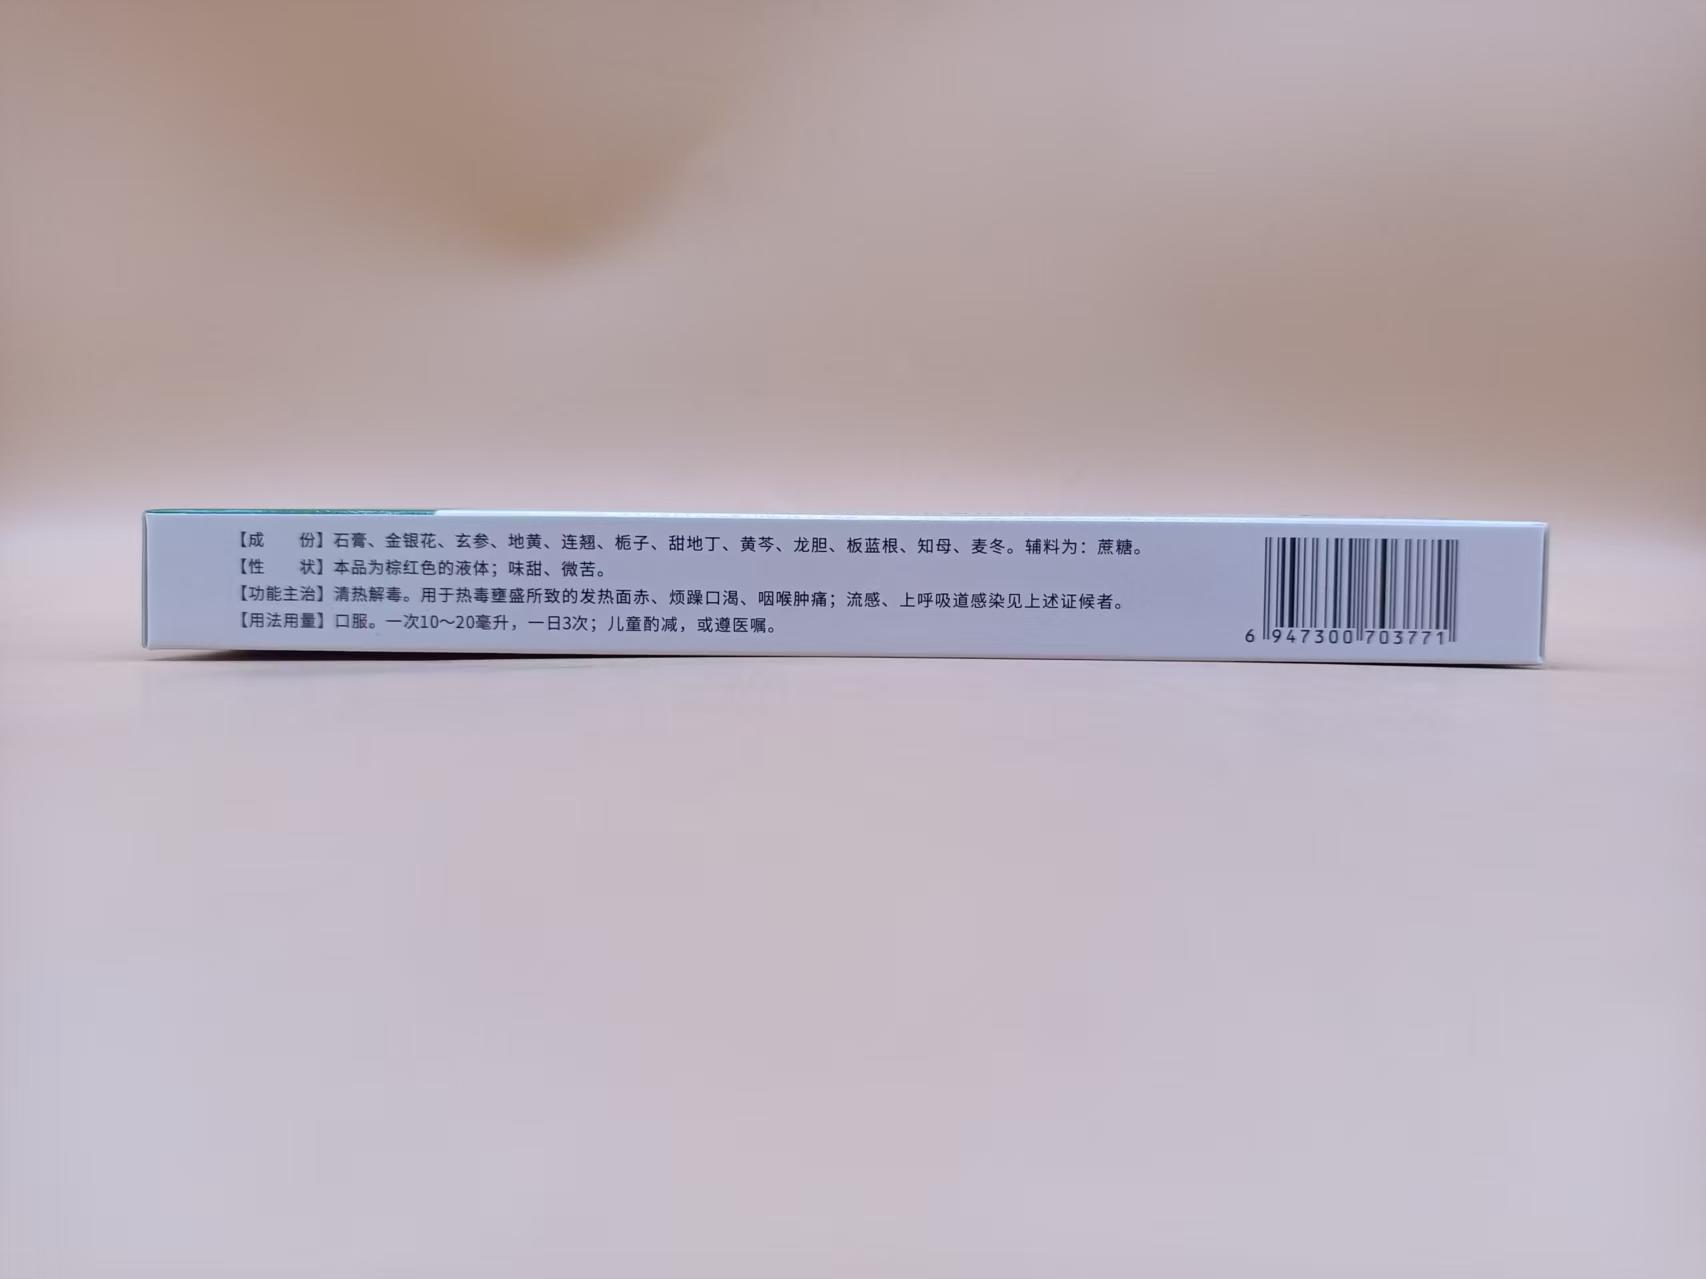 【成　　份】石膏、金银花、玄参、地黄、连翘、栀子、甜地丁、黄芩、龙胆、板蓝根、知母、麦冬。辅料为：蔗糖。
【性　　状】本品为棕红色的液体；味甜、微苦。
【功能主治】清热解毒。用于热毒壅盛所致的发热面赤、烦躁口渴、咽喉肿痛；流感、上呼吸道感染见上述证候者。
【用法用量】口服。一次10～20毫升，一日3次；儿童酌减，或遵医嘱。
6 947300 703771